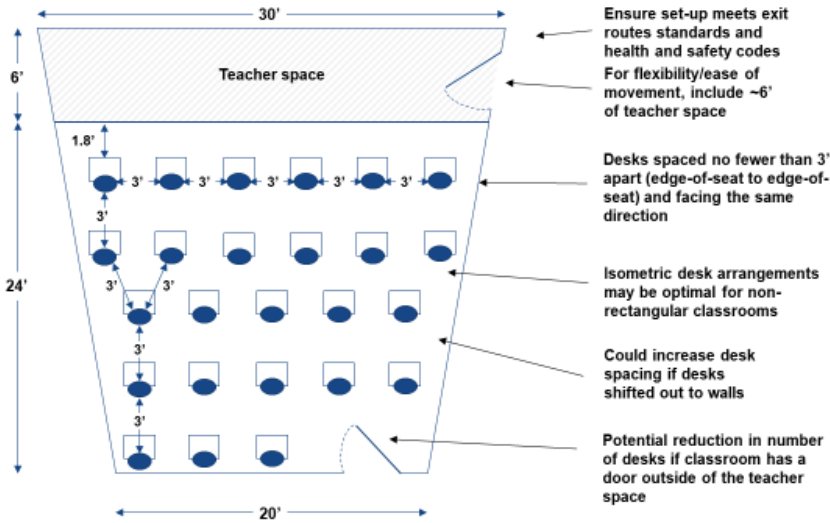 30’
Ensure set-up meets exit
routes standards and
health and safety codes
6’
Teacher space
For flexibility/ease of
movement, include ~6’
of teacher space
1.8’
Desks spaced no fewer than 3’
apart (edge-of-seat to edge-of-
seat) and facing the same
direction
3’ 3’ 3’ 3’ 3’
3’
24’
3’ 3’
Isometric desk arrangements
may be optimal for non-
rectangular classrooms
3’
Could increase desk
spacing if desks
shifted out to walls
3’
Potential reduction in number
of desks if classroom has a
door outside of the teacher
space
20’